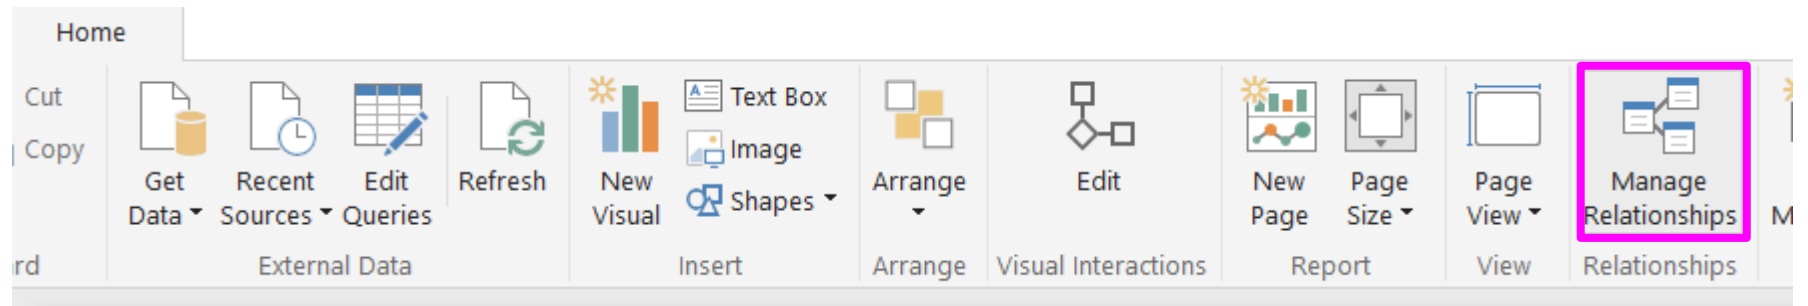 Home
Cut
Copy
Get
Data
Recent
Sources
Edit
Queries
Refresh
New
Visual
Text Box
Image
Shapes
Arrange
Edit
New
Page
Page
Size
Page
View
Manage
Relationships
External Data
Insert
Arrange
Visual Interactions
Report
View
Relationships